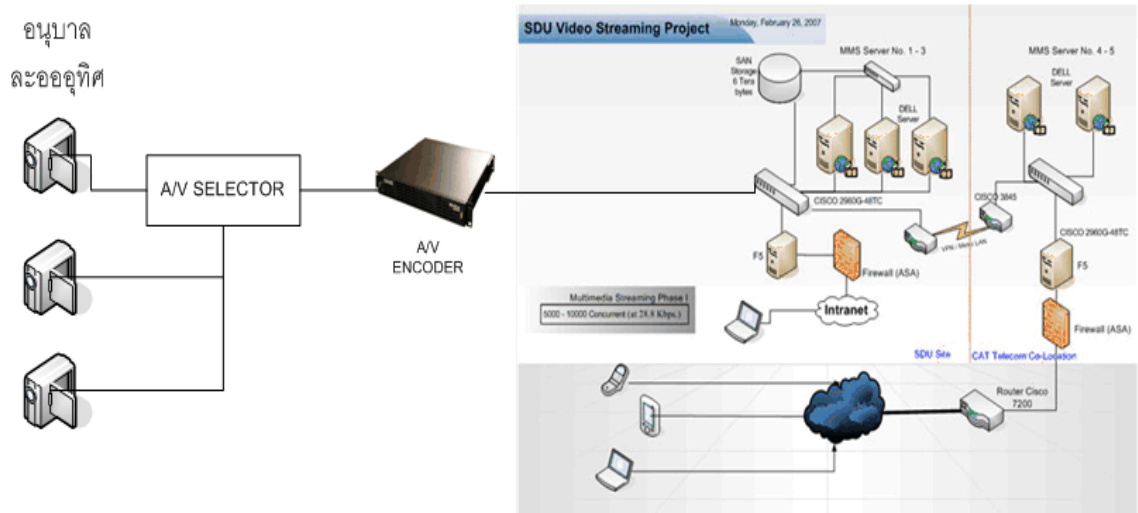 อนุบาล
ละอออุทิศ
A/V SELECTOR
A/V
ENCODER
SDU Video Streaming Project
Monday, February 26, 2007
MMS Server No. 1 - 3
MMS Server No. 4 - 5
SAN
Storage
6 Tera
bytes
DELL
Server
DELL
Server
CISCO 2960G-48TC
CISCO 3845
VPN / Metro LAN
CISCO 2960G-48TC
F5
Firewall (ASA)
F5
Multimedia Streaming Phase I
5000 - 10000 Concurrent (at 28.8 Kbps.)
Intranet
Firewall (ASA)
SDU Site
CAT Telecom Co-Location
Router Cisco
7200